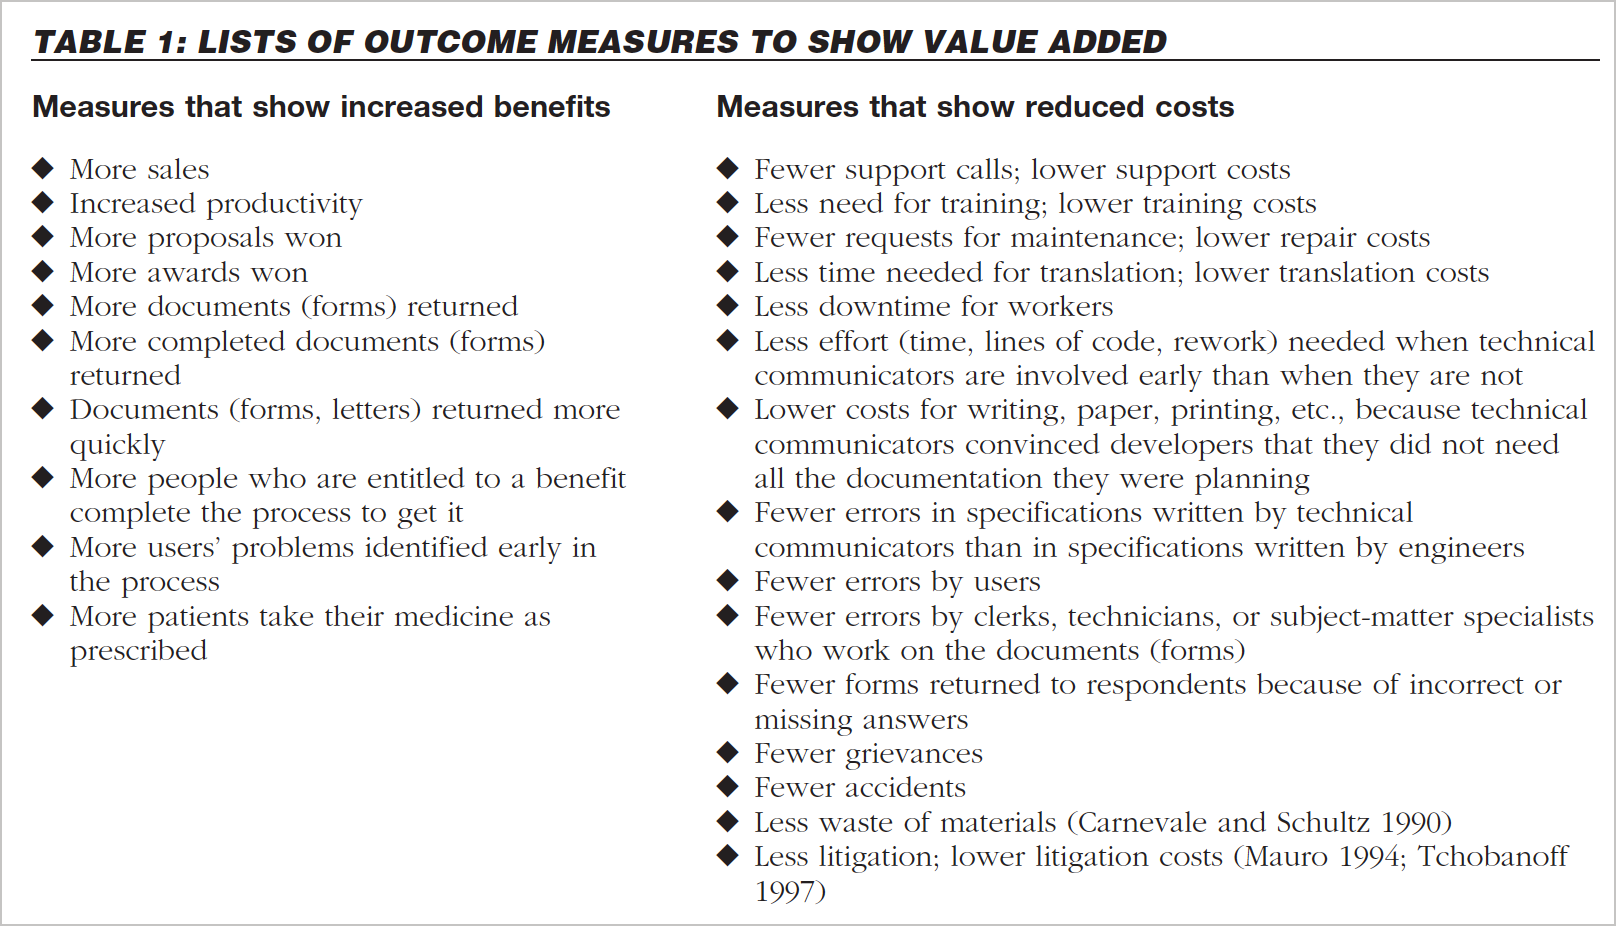 TABLE 1: LISTS OF OUTCOME MEASURES TO SHOW VALUE ADDED
Measures that show increased benefits
◆ More sales
◆ Increased productivity
◆ More proposals won
◆ More awards won
◆ More documents (forms) returned
◆ More completed documents (forms)
returned
◆ Documents (forms, letters) returned more
quickly
◆ More people who are entitled to a benefit
complete the process to get it
◆ More users’ problems identified early in
the process
◆ More patients take their medicine as
prescribed
Measures that show reduced costs
◆ Fewer support calls; lower support costs
◆ Less need for training; lower training costs
◆ Fewer requests for maintenance; lower repair costs
◆ Less time needed for translation; lower translation costs
◆ Less downtime for workers
◆ Less effort (time, lines of code, rework) needed when technical
communicators are involved early than when they are not
◆ Lower costs for writing, paper, printing, etc., because technical
communicators convinced developers that they did not need
all the documentation they were planning
◆ Fewer errors in specifications written by technical
communicators than in specifications written by engineers
◆ Fewer errors by users
◆ Fewer errors by clerks, technicians, or subject-matter specialists
who work on the documents (forms)
◆ Fewer forms returned to respondents because of incorrect or
missing answers
◆ Fewer grievances
◆ Fewer accidents
◆ Less waste of materials (Carnevale and Schultz 1990)
◆ Less litigation; lower litigation costs (Mauro 1994; Tchobanoff
1997)